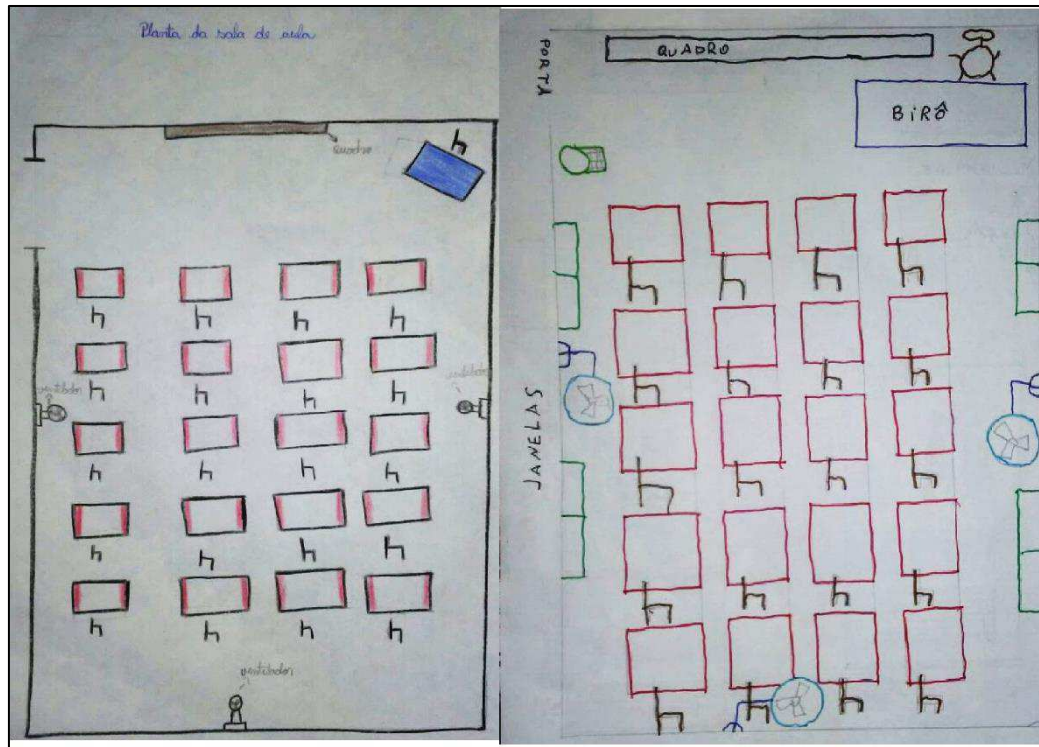 Planta da sala de aula
quadro
ventilador
ventilador
ventilador
PORTA
QUADRO
BIRÔ
JANELAS